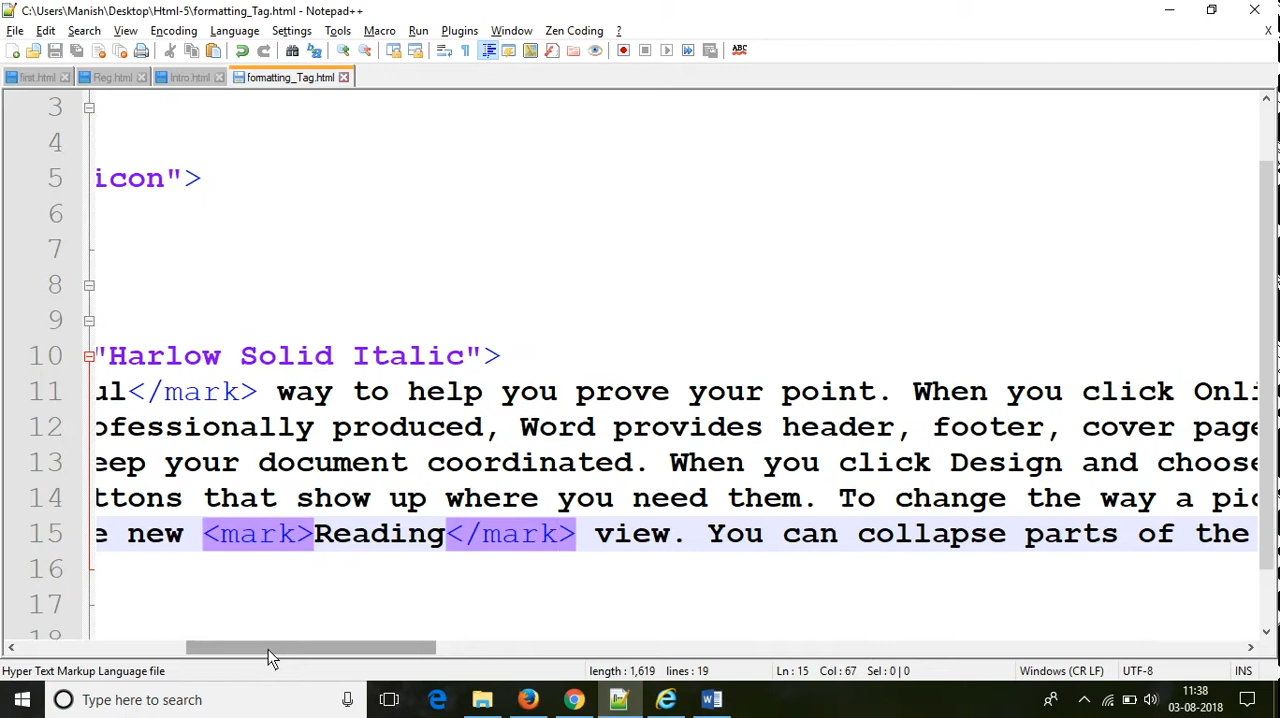 C:\Users\Manish\Desktop\Html-5\formatting_Tag.html - Notepad++
File Edit Search View Encoding Language Settings Tools Macro Run Plugins Window Zen Coding ? X
ABC
first.html Reg.html Intro.html formatting_Tag.html
3
4
5 icon">
6
7
8
9
10 "Harlow Solid Italic">
11 ul</mark> way to help you prove your point. When you click Onli
12 ofessionally produced, Word provides header, footer, cover page
13 eep your document coordinated. When you click Design and choose
14 ttons that show up where you need them. To change the way a pic
15 e new <mark>Reading</mark> view. You can collapse parts of the
16
17
18
Hyper Text Markup Language file length : 1,619 lines : 19 Ln : 15 Col : 67 Sel : 0 | 0 Windows (CR LF) UTF-8 INS
Type here to search 11:38
03-08-2018